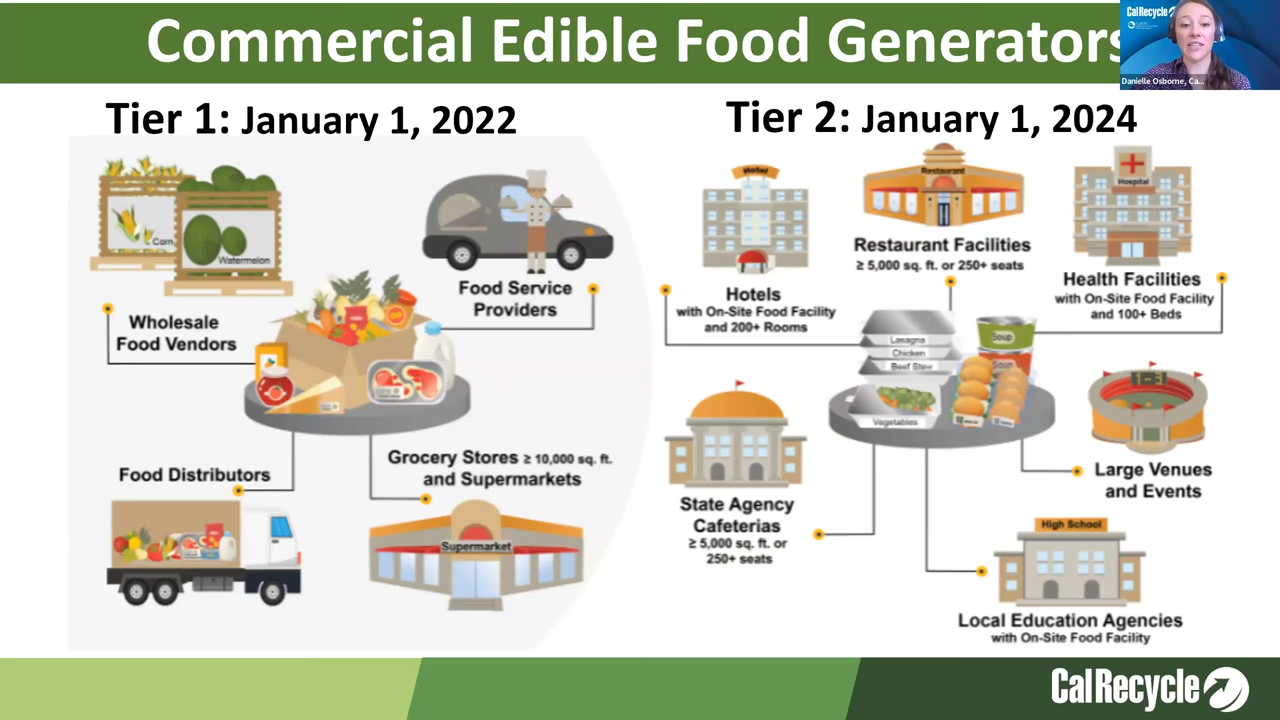 Commercial Edible Food Generators
CalRecycle
Danielle Osborne, Ca...
Tier 1: January 1, 2022
Corn
Watermelon
Wholesale
Food Vendors
Food Service
Providers
Food Distributors
Grocery Stores ≥ 10,000 sq. ft.
and Supermarkets
Supermarket
Tier 2: January 1, 2024
Hotel
Hotels
with On-Site Food Facility
and 200+ Rooms
Restaurant
Restaurant Facilities
≥ 5,000 sq. ft. or 250+ seats
Hospital
Health Facilities
with On-Site Food Facility
and 100+ Beds
Lasagna
Chicken
Beef Stew
Vegetables
Soup
Soup
State Agency
Cafeterias
≥ 5,000 sq. ft. or
250+ seats
1-3
Large Venues
and Events
High School
Local Education Agencies
with On-Site Food Facility
CalRecycle